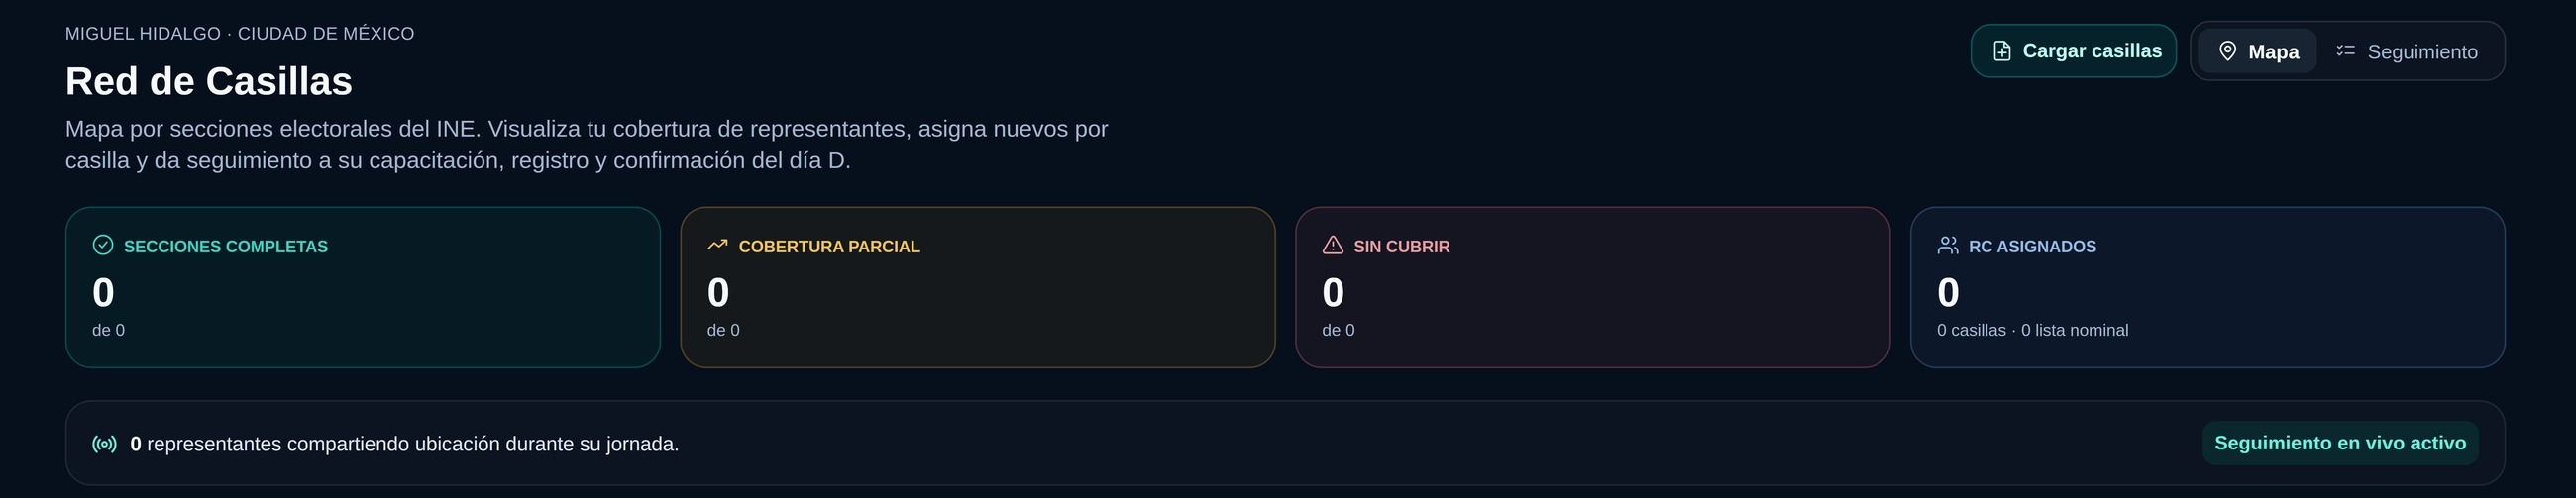 MIGUEL HIDALGO · CIUDAD DE MÉXICO
Red de Casillas
Mapa por secciones electorales del INE. Visualiza tu cobertura de representantes, asigna nuevos por
casilla y da seguimiento a su capacitación, registro y confirmación del día D.
Cargar casillas
Mapa
Seguimiento
SECCIONES COMPLETAS
0
de 0
COBERTURA PARCIAL
0
de 0
SIN CUBRIR
0
de 0
RC ASIGNADOS
0
0 casillas · 0 lista nominal
0 representantes compartiendo ubicación durante su jornada.
Seguimiento en vivo activo